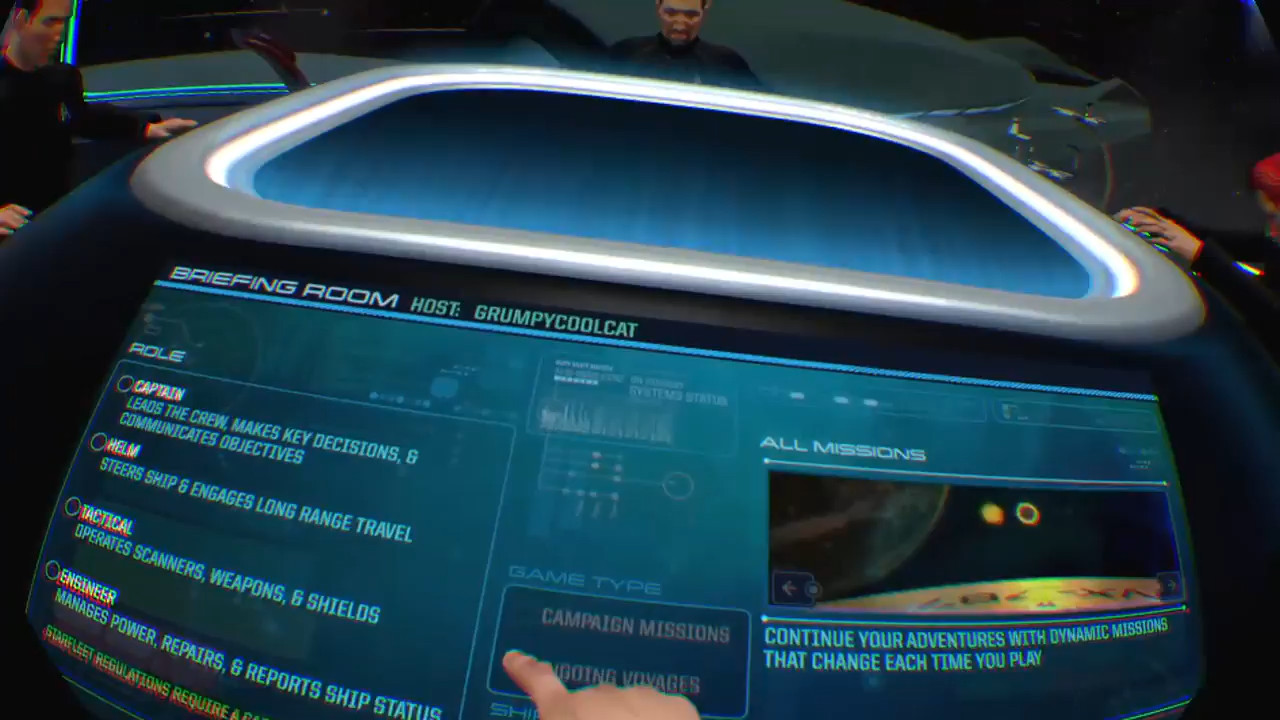 BRIEFING ROOM HOST: GRUMPYCOOLCAT
ROLE
CAPTAIN
LEADS THE CREW, MAKES KEY DECISIONS, &
COMMUNICATES OBJECTIVES
HELM
STEERS SHIP & ENGAGES LONG RANGE TRAVEL
TACTICAL
OPERATES SCANNERS, WEAPONS, & SHIELDS
ENGINEER
MANAGES POWER, REPAIRS, & REPORTS SHIP STATUS
STARFLEET REGULATIONS REQUIRE A
SYSTEMS STATUS
GAME TYPE
CAMPAIGN MISSIONS
VOYAGES
ALL MISSIONS
CONTINUE YOUR ADVENTURES WITH DYNAMIC MISSIONS
THAT CHANGE EACH TIME YOU PLAY